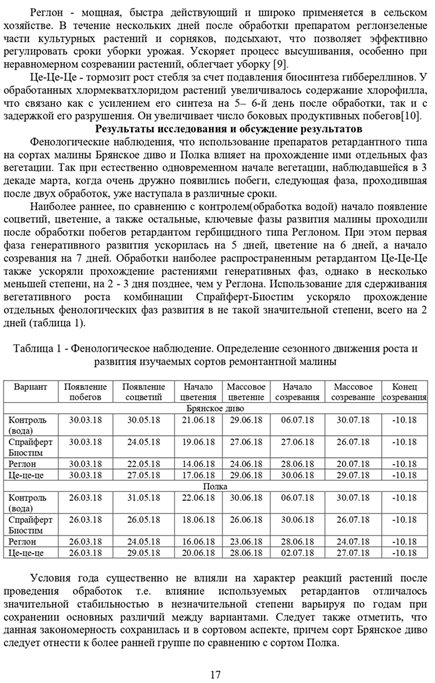 Реглон - мощная, быстра действующий и широко применяется в сельском
хозяйстве. В течение нескольких дней после обработки препаратом реглонзеленые
части культурных растений и сорняков, подсыхают, что позволяет эффективно
регулировать сроки уборки урожая. Ускоряет процесс высушивания, особенно при
неравномерном созревании растений, облегчает уборку [9].
Це-Це-Це - тормозит рост стебля за счет подавления биосинтеза гиббереллинов. У
обработанных хлормекватхлоридом растений увеличивалось содержание хлорофилла,
что связано как с усилением его синтеза на 5– 6-й день после обработки, так и с
задержкой его разрушения. Он увеличивает число боковых продуктивных побегов[10].
Результаты исследования и обсуждение результатов
Фенологические наблюдения, что использование препаратов ретардантного типа
на сортах малины Брянское диво и Полка влияет на прохождение ими отдельных фаз
вегетации. Так при естественно одновременном начале вегетации, наблюдавшейся в 3
декаде марта, когда очень дружно появились побеги, следующая фаза, проходившая
после двух обработок, уже наступала в различные сроки.
Наиболее раннее, по сравнению с контролем(обработка водой) начало появление
соцветий, цветение, а также остальные, ключевые фазы развития малины проходили
после обработки побегов ретардантом гербицидного типа Реглоном. При этом первая
фаза генеративного развития ускорилась на 5 дней, цветение на 6 дней, а начало
созревания на 7 дней. Обработки наиболее распространенным ретардантом Це-Це-Це
также ускоряли прохождение растениями генеративных фаз, однако в несколько
меньшей степени, на 2 - 3 дня позднее, чем у Реглона. Использование для сдерживания
вегетативного роста комбинации Спрайферт-Биостим ускоряло прохождение
отдельных фенологических фаз развития в не такой значительной степени, всего на 2
дней (таблица 1).
Таблица 1 - Фенологическое наблюдение. Определение сезонного движения роста и
развития изучаемых сортов ремонтантной малины
Вариант Появление побегов Появление соцветий Начало цветения Массовое цветение Начало созревания Массовое созревание Конец созревания
Брянское диво
Контроль (вода) 30.03.18 30.05.18 21.06.18 29.06.18 06.07.18 30.07.18 -10.18
Спрайферт Биостим 30.03.18 24.05.18 19.06.18 27.06.18 27.06.18 26.07.18 -10.18
Реглон 30.03.18 22.05.18 14.06.18 24.06.18 28.06.18 20.07.18 -10.18
Це-це-це 30.03.18 27.05.18 17.06.18 29.06.18 30.06.18 29.07.18 -10.18
Полка
Контроль (вода) 26.03.18 31.05.18 22.06.18 30.06.18 06.07.18 30.07.18 -10.18
Спрайферт Биостим 26.03.18 26.05.18 18.06.18 26.06.18 30.06.18 26.07.18 -10.18
Реглон 26.03.18 24.05.18 16.06.18 23.06.18 28.06.18 24.07.18 -10.18
Це-це-це 26.03.18 29.05.18 20.06.18 28.06.18 02.07.18 27.07.18 -10.18
Условия года существенно не влияли на характер реакций растений после
проведения обработок т.е. влияние используемых ретардантов отличалось
значительной стабильностью в незначительной степени варьируя по годам при
сохранении основных различий между вариантами. Следует также отметить, что
данная закономерность сохранилась и в сортовом аспекте, причем сорт Брянское диво
следует отнести к более ранней группе по сравнению с сортом Полка.
17